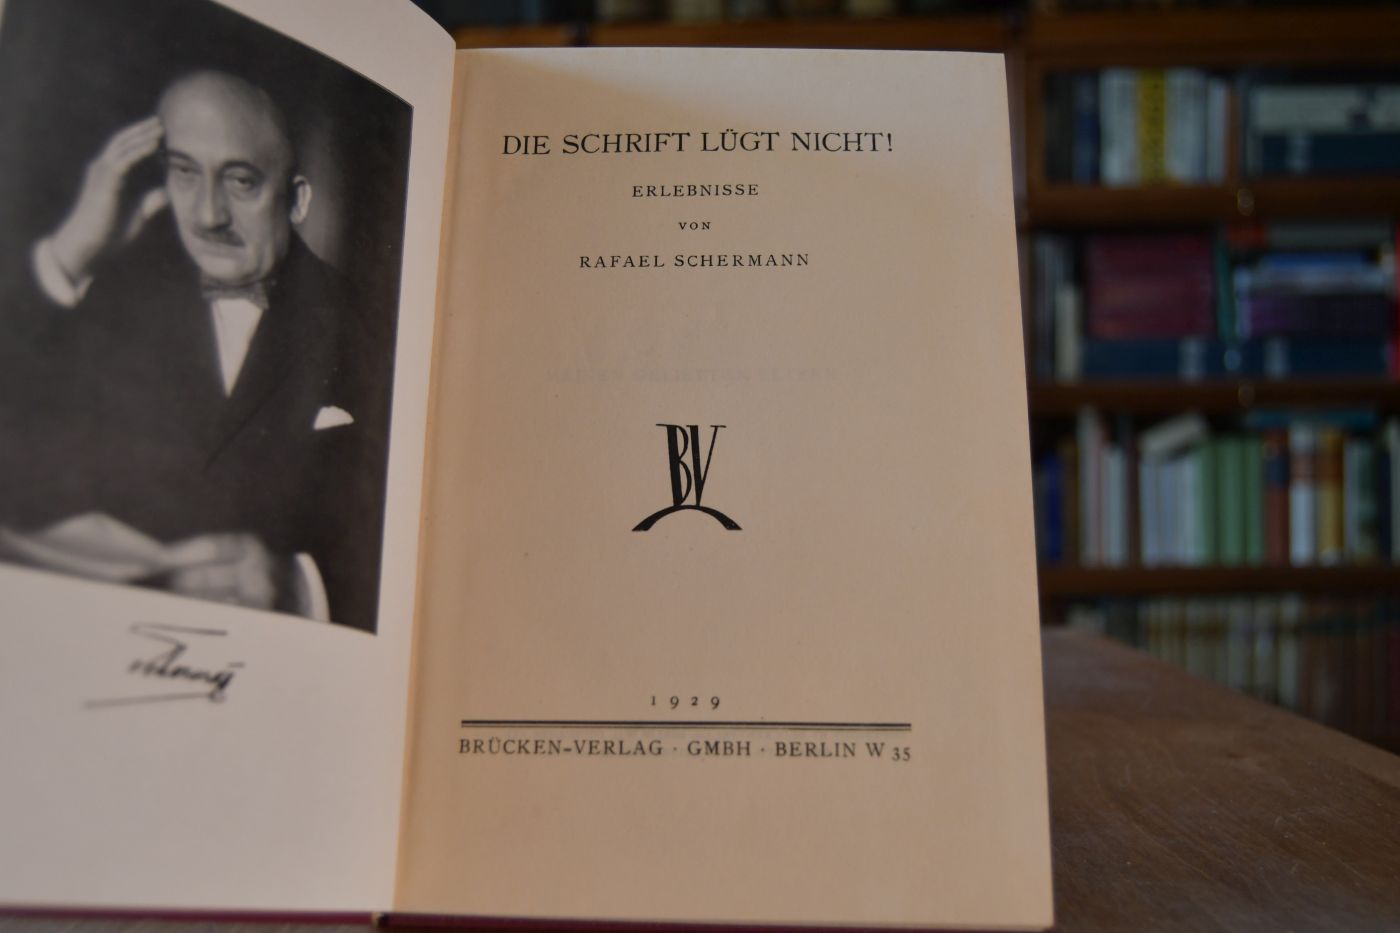 DIE SCHRIFT LÜGT NICHT!
ERLEBNISSE
VON
RAFAEL SCHERMANN
BV
1929
BRÜCKEN-VERLAG · GMBH · BERLIN W 35